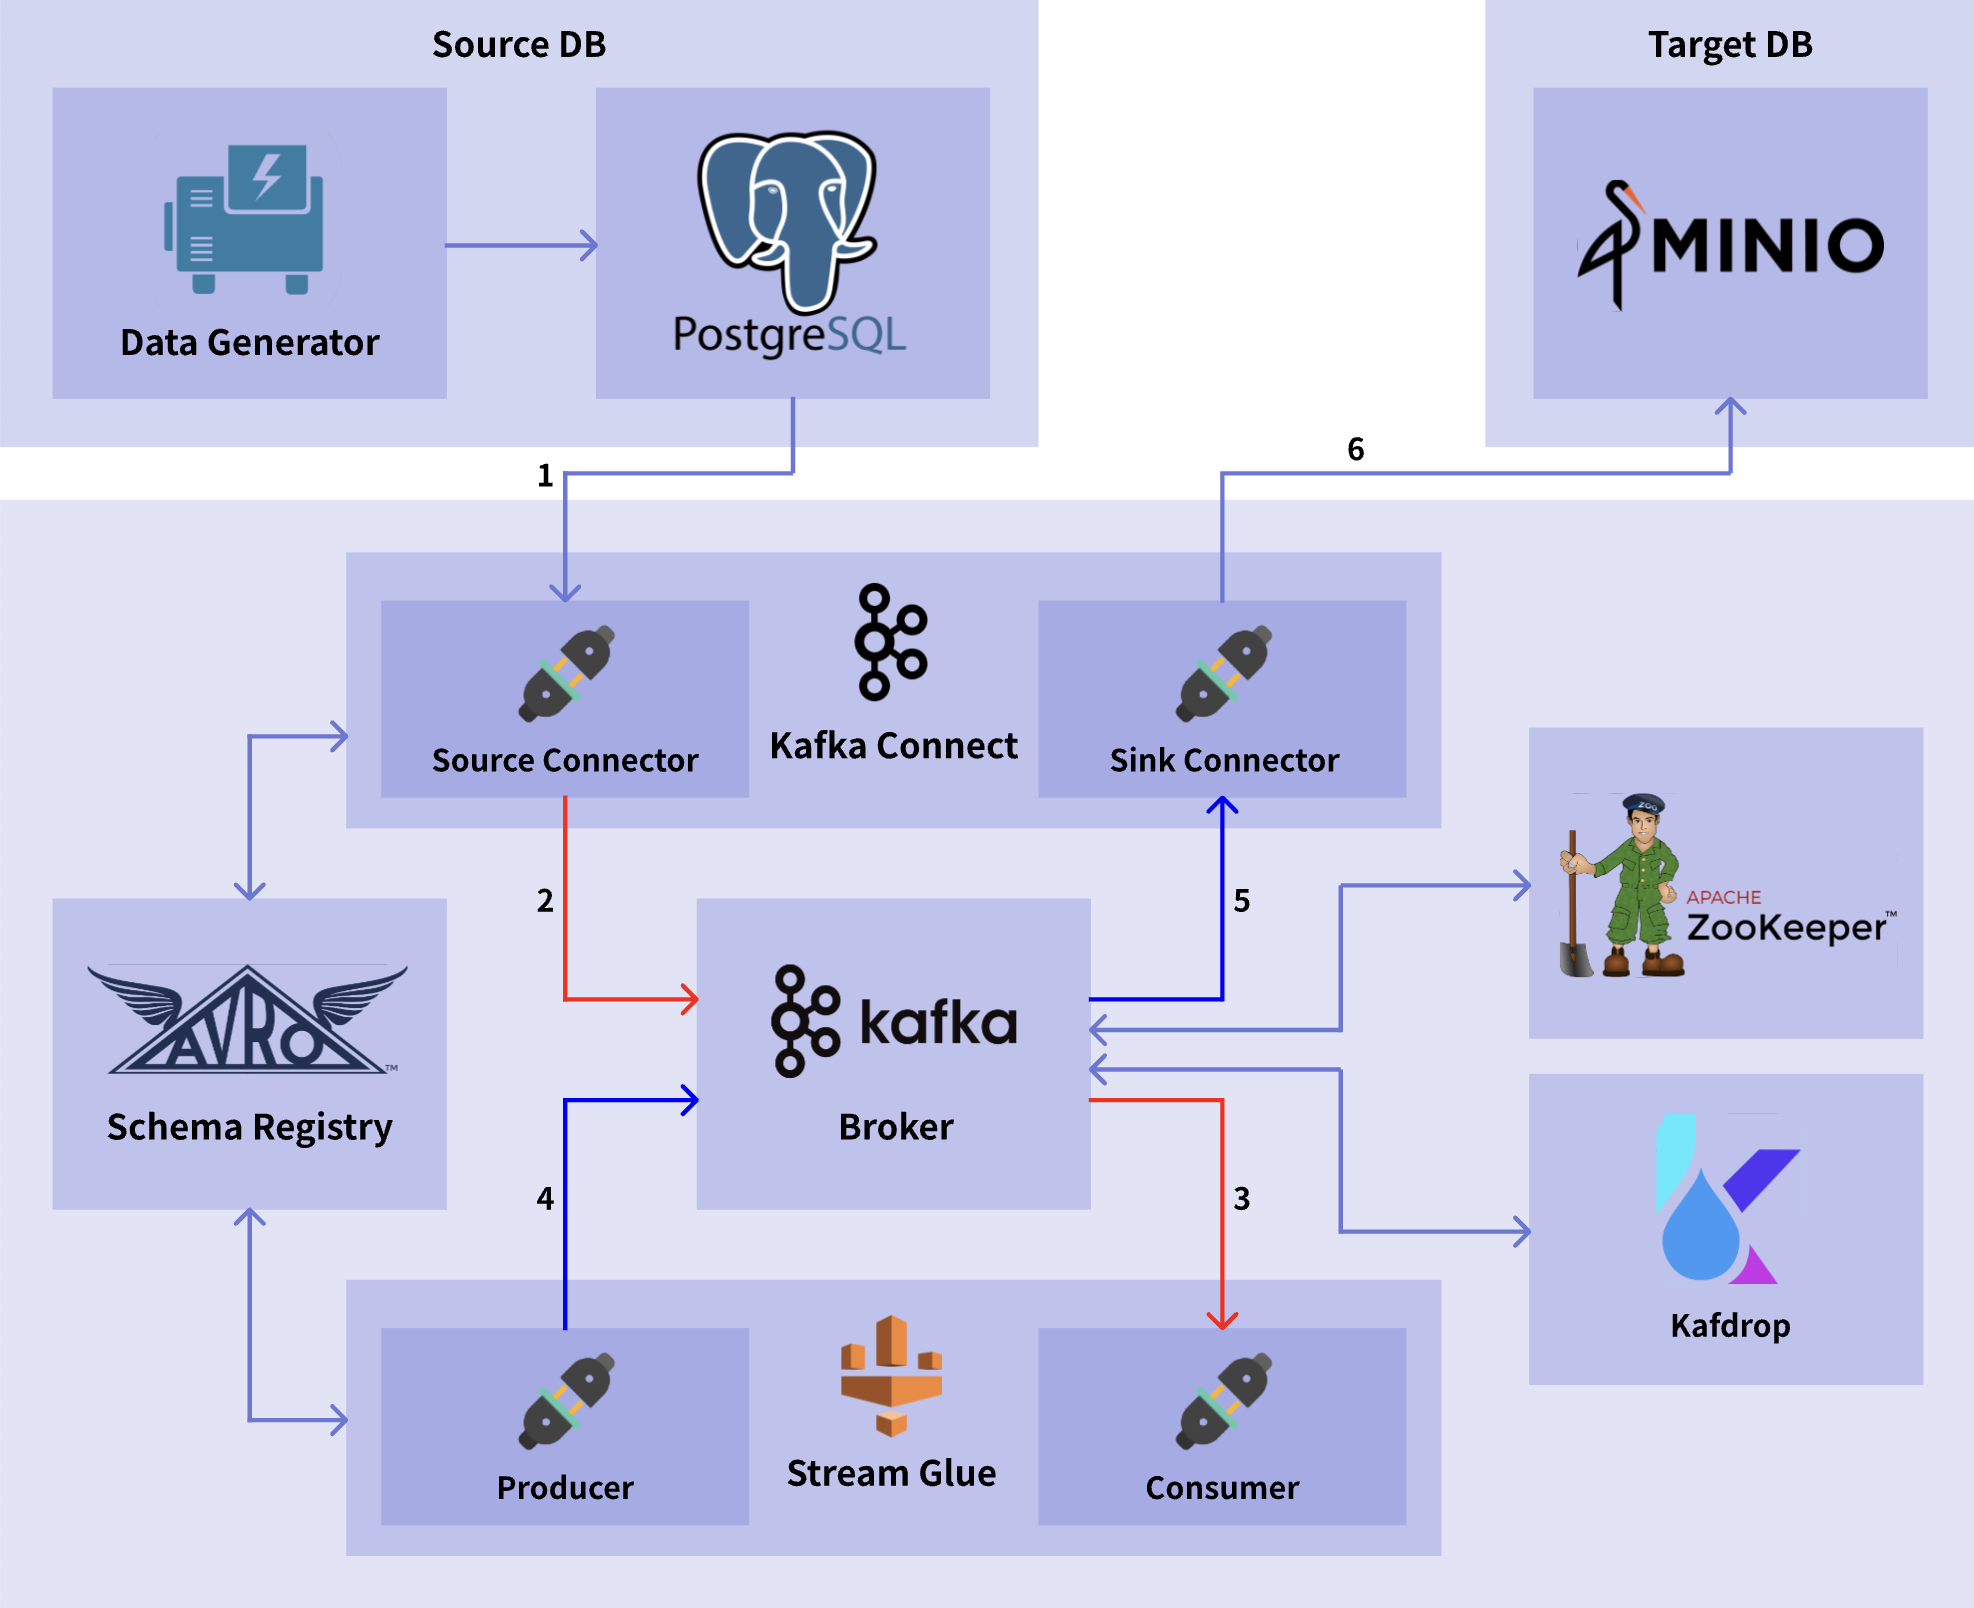 Source DB
Target DB
Data Generator
PostgreSQL
MINIO
1
6
Source Connector
Kafka Connect
Sink Connector
2
5
ZOO
APACHE
ZooKeeper™
AVRO™
Schema Registry
kafka
Broker
4
3
Kafdrop
Producer
Stream Glue
Consumer